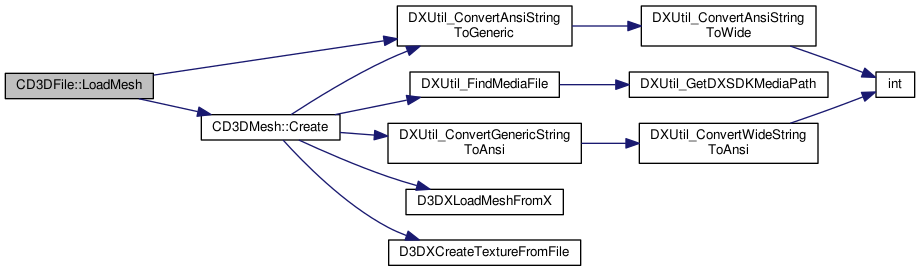 CD3DFile::LoadMesh
CD3DMesh::Create
DXUtil_ConvertAnsiString
ToGeneric
DXUtil_FindMediaFile
DXUtil_ConvertGenericString
ToAnsi
D3DXLoadMeshFromX
D3DXCreateTextureFromFile
DXUtil_ConvertAnsiString
ToWide
DXUtil_GetDXSDKMediaPath
DXUtil_ConvertWideString
ToAnsi
int